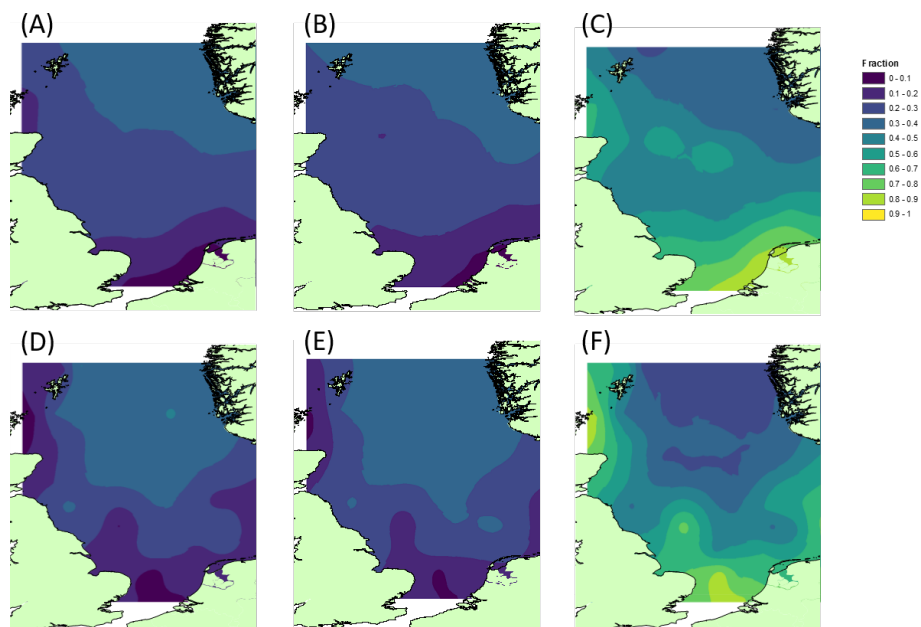 (A)
(B)
(C)
Fraction
0 - 0.1
0.1 - 0.2
0.2 - 0.3
0.3 - 0.4
0.4 - 0.5
0.5 - 0.6
0.6 - 0.7
0.7 - 0.8
0.8 - 0.9
0.9 - 1
(D)
(E)
(F)